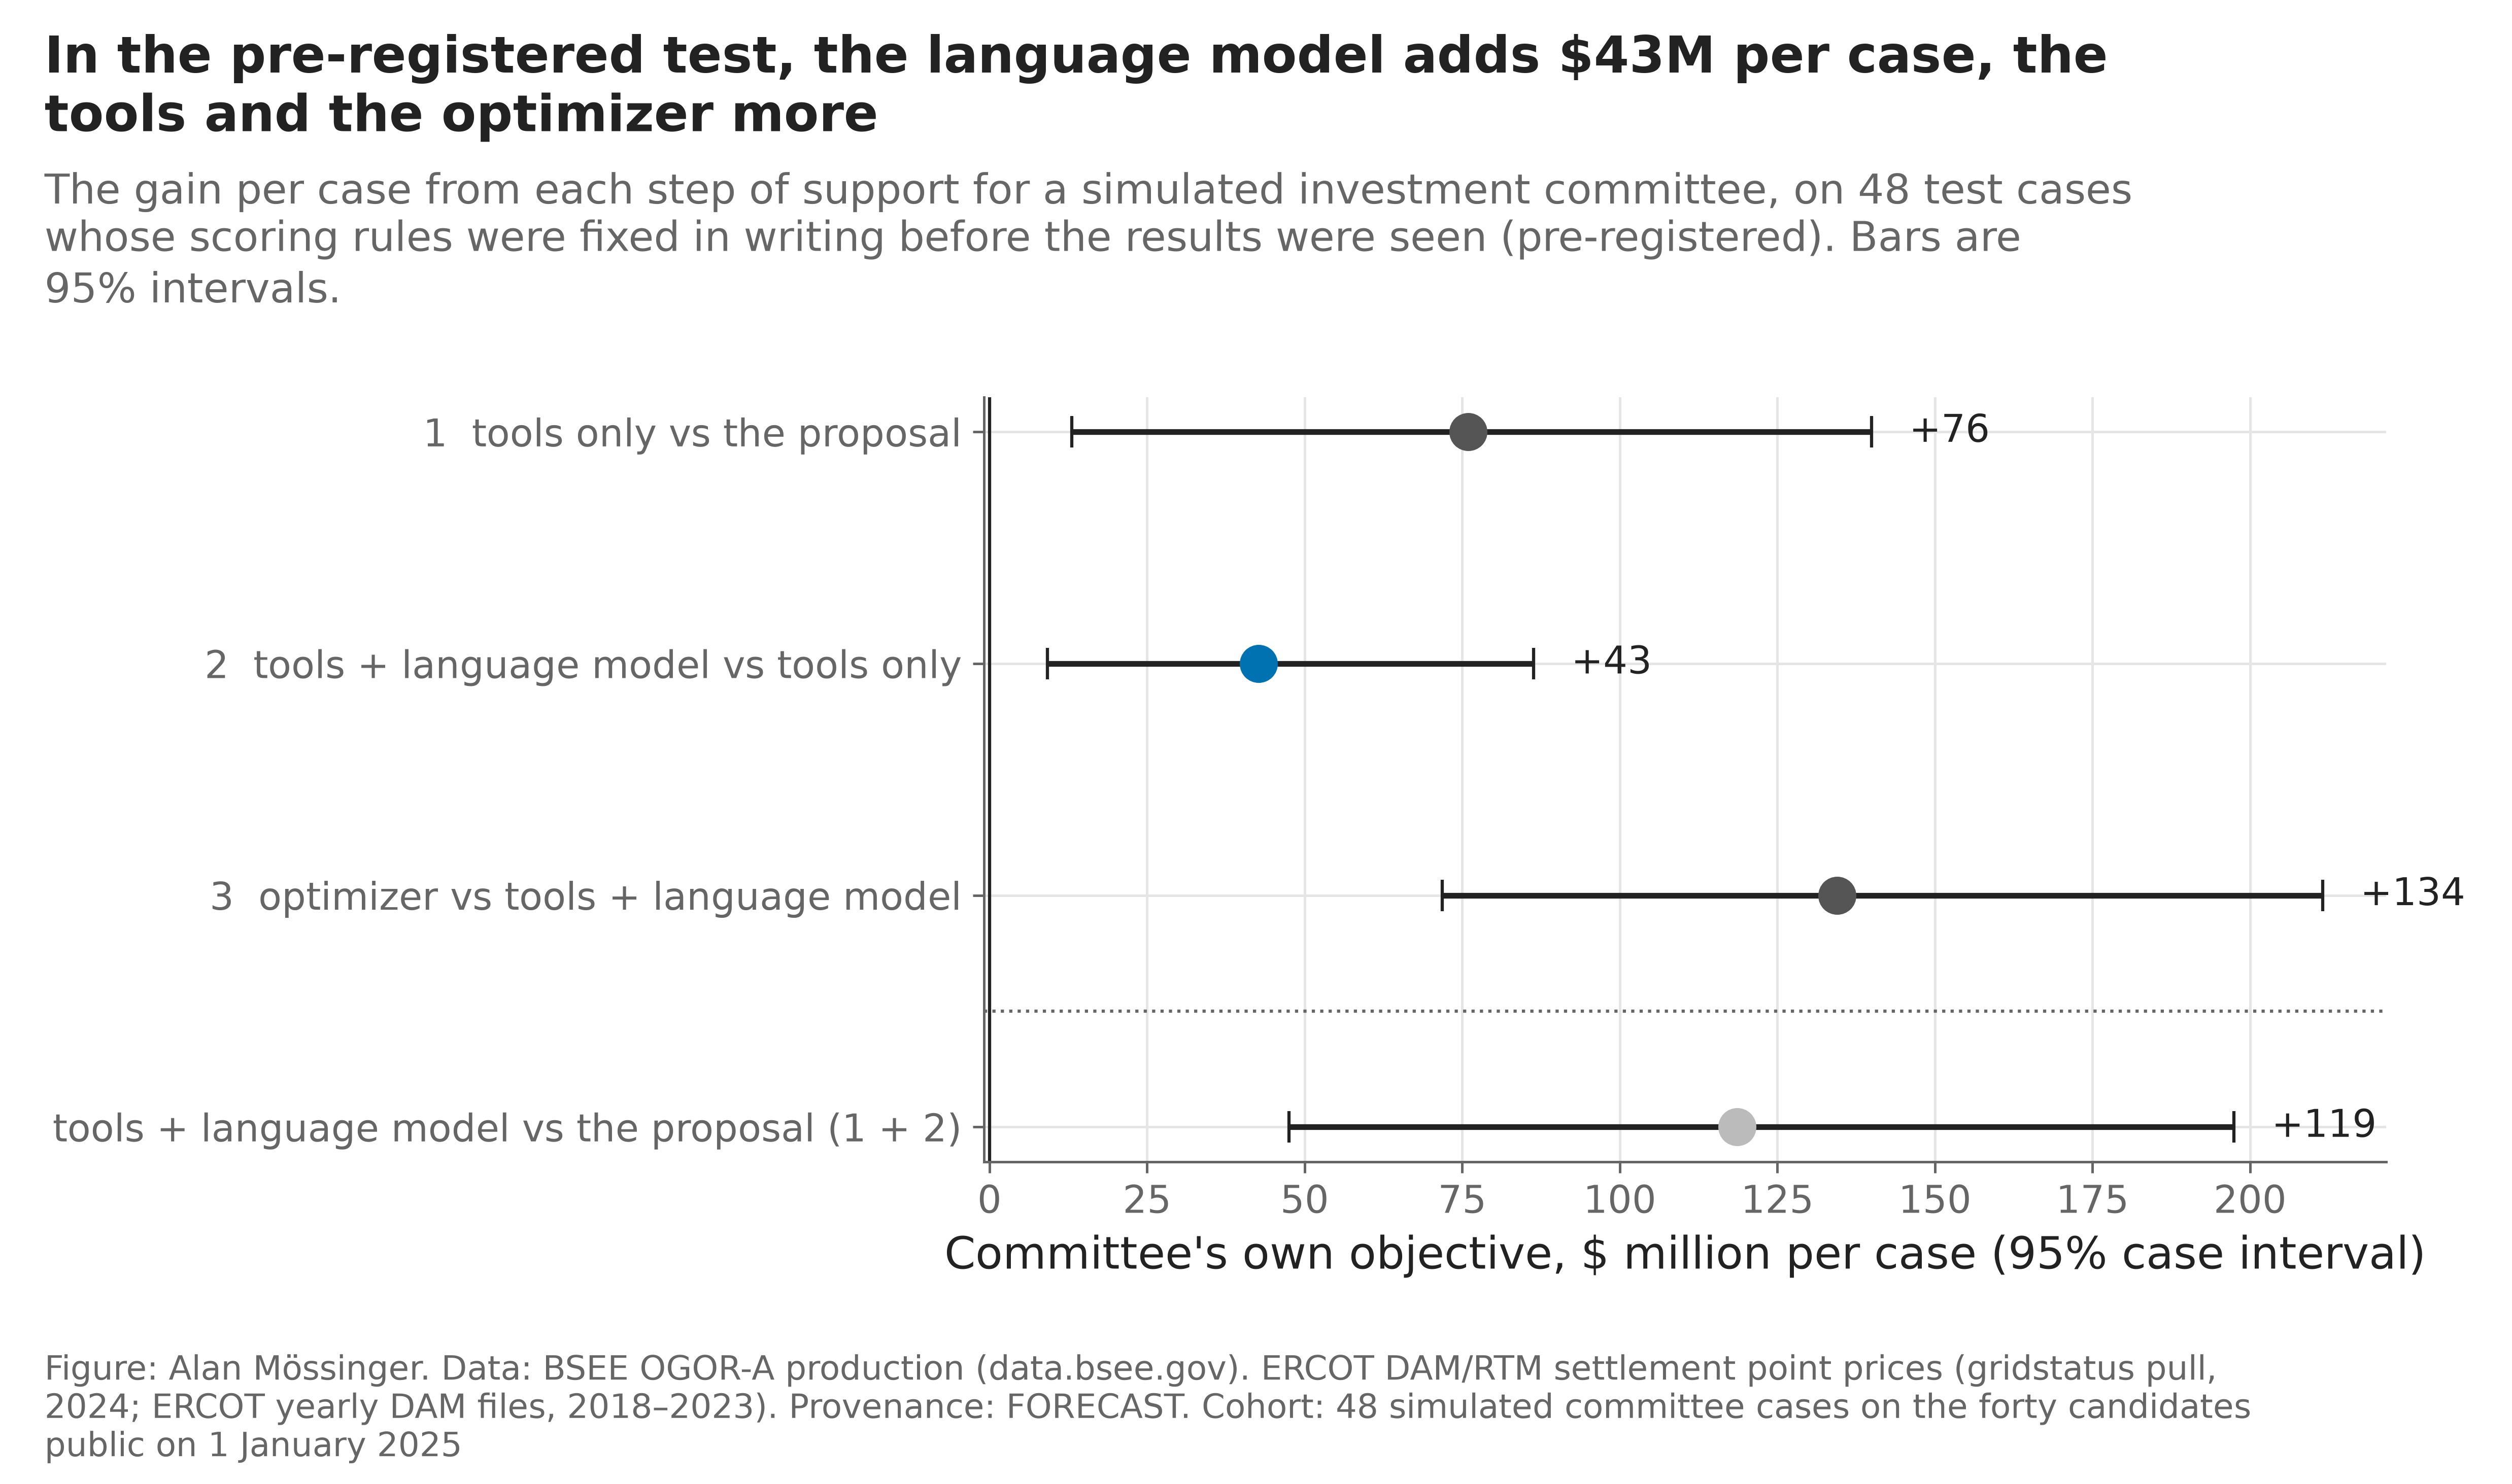 In the pre-registered test, the language model adds $43M per case, the
tools and the optimizer more
The gain per case from each step of support for a simulated investment committee, on 48 test cases
whose scoring rules were fixed in writing before the results were seen (pre-registered). Bars are
95% intervals.
1  tools only vs the proposal
+76
2  tools + language model vs tools only
+43
3  optimizer vs tools + language model
+134
tools + language model vs the proposal (1 + 2)
+119
0 25 50 75 100 125 150 175 200
Committee's own objective, $ million per case (95% case interval)
Figure: Alan Mössinger. Data: BSEE OGOR-A production (data.bsee.gov). ERCOT DAM/RTM settlement point prices (gridstatus pull,
2024; ERCOT yearly DAM files, 2018–2023). Provenance: FORECAST. Cohort: 48 simulated committee cases on the forty candidates
public on 1 January 2025